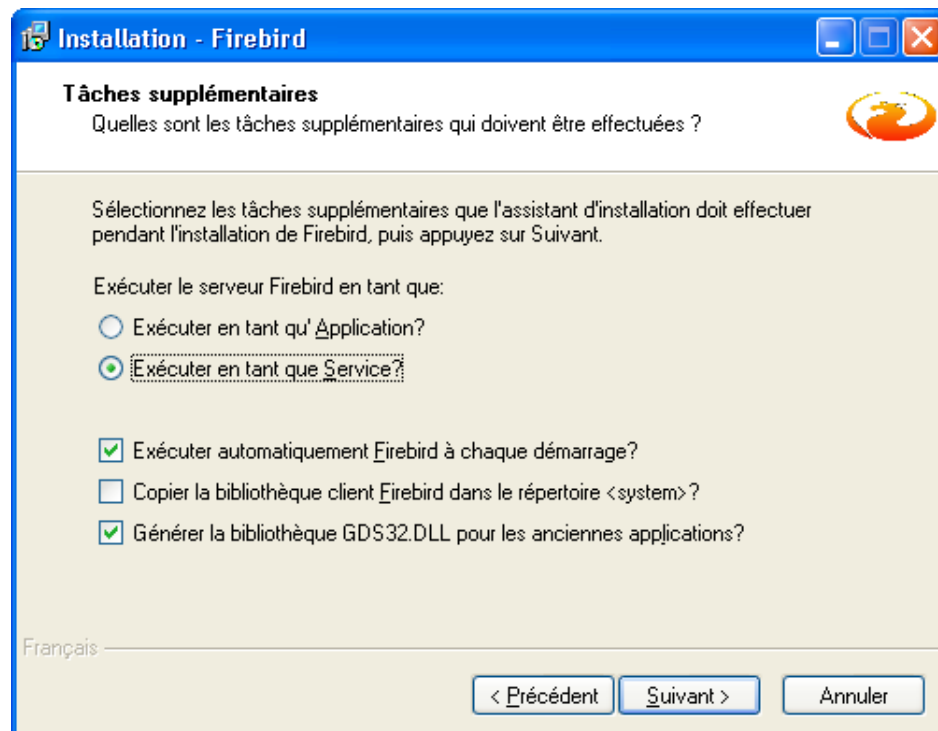 Installation - Firebird
Tâches supplémentaires
Quelles sont les tâches supplémentaires qui doivent être effectuées ?
Sélectionnez les tâches supplémentaires que l'assistant d'installation doit effectuer
pendant l'installation de Firebird, puis appuyez sur Suivant.
Exécuter le serveur Firebird en tant que:
Exécuter en tant qu' Application?
Exécuter en tant que Service?
Exécuter automatiquement Firebird à chaque démarrage?
Copier la bibliothèque client Firebird dans le répertoire <system>?
Générer la bibliothèque GDS32.DLL pour les anciennes applications?
Français
< Précédent
Suivant >
Annuler